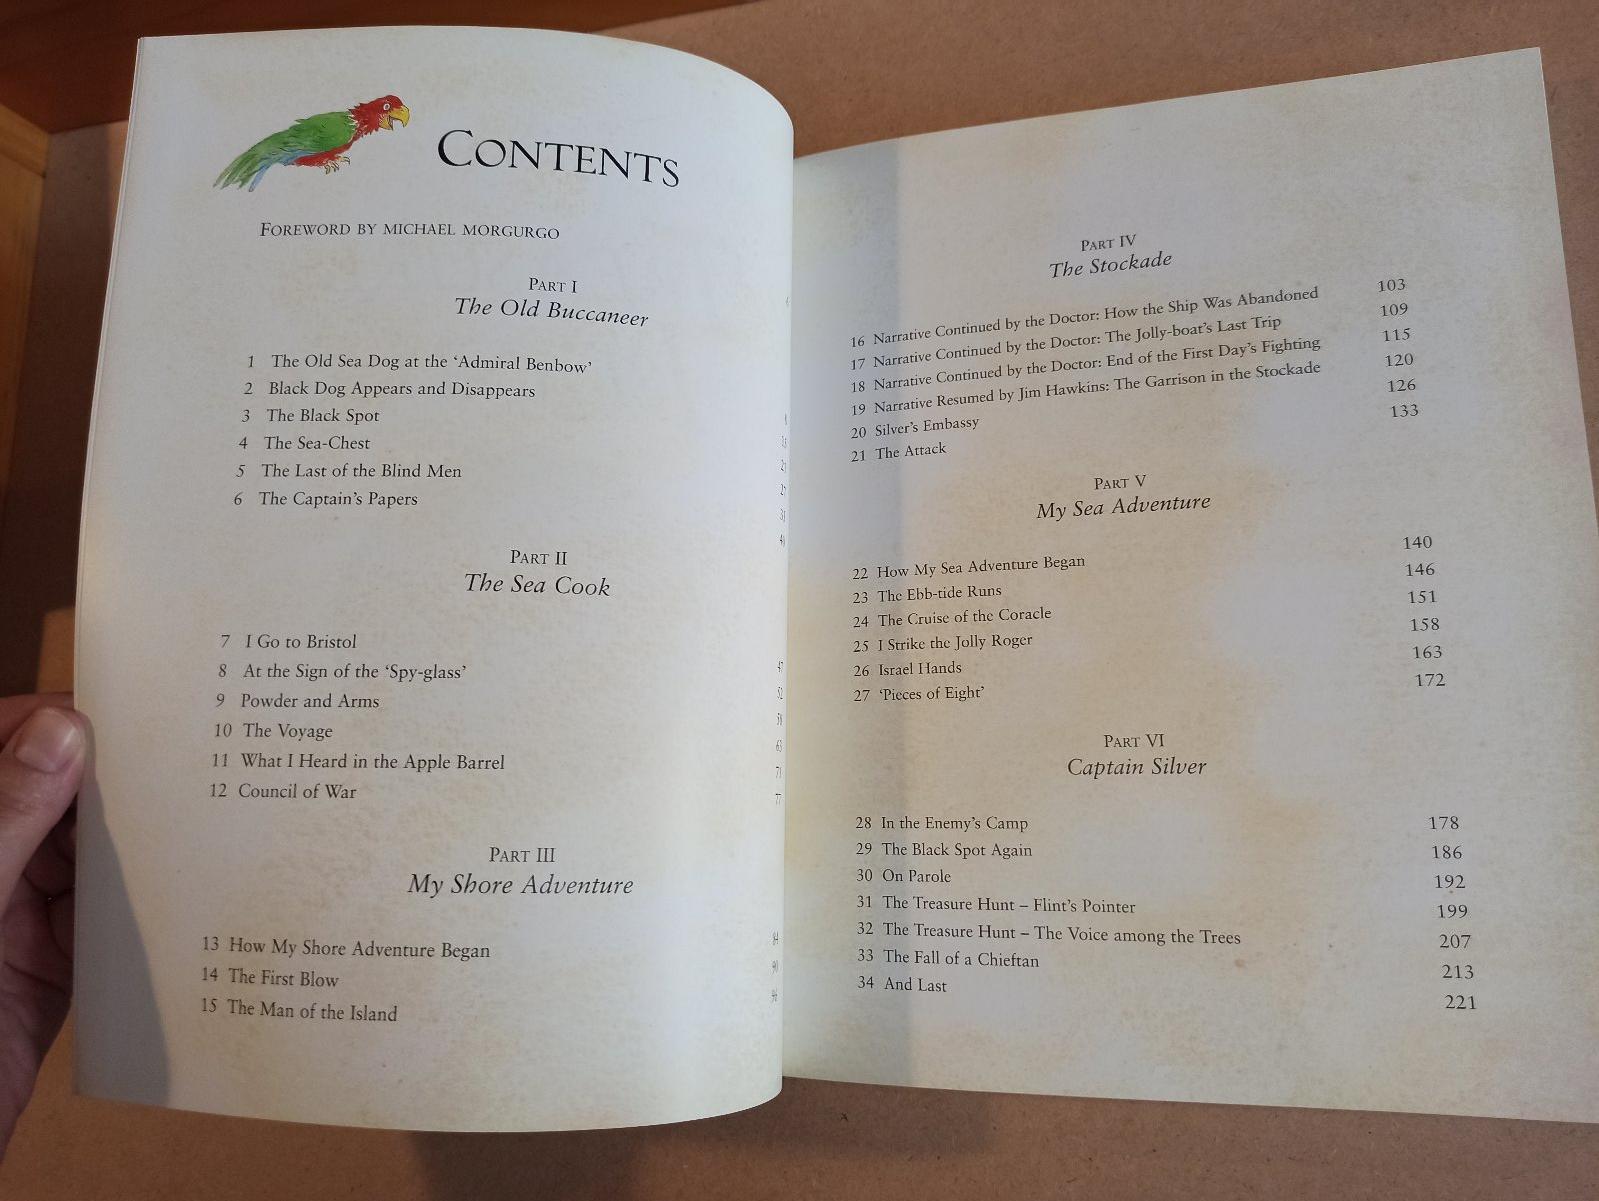 CONTENTS
FOREWORD BY MICHAEL MORGURGO
PART I
The Old Buccaneer
1 The Old Sea Dog at the ‘Admiral Benbow’
2 Black Dog Appears and Disappears
3 The Black Spot
4 The Sea-Chest
5 The Last of the Blind Men
6 The Captain’s Papers
PART II
The Sea Cook
7 I Go to Bristol 47
8 At the Sign of the ‘Spy-glass’ 52
9 Powder and Arms 58
10 The Voyage 63
11 What I Heard in the Apple Barrel 71
12 Council of War 77
PART III
My Shore Adventure
13 How My Shore Adventure Began 84
14 The First Blow 90
15 The Man of the Island 96
PART IV
The Stockade
16 Narrative Continued by the Doctor: How the Ship Was Abandoned 103
17 Narrative Continued by the Doctor: The Jolly-boat’s Last Trip 109
18 Narrative Continued by the Doctor: End of the First Day’s Fighting 115
19 Narrative Resumed by Jim Hawkins: The Garrison in the Stockade 120
20 Silver’s Embassy 126
21 The Attack 133
PART V
My Sea Adventure
22 How My Sea Adventure Began 140
23 The Ebb-tide Runs 146
24 The Cruise of the Coracle 151
25 I Strike the Jolly Roger 158
26 Israel Hands 163
27 ‘Pieces of Eight’ 172
PART VI
Captain Silver
28 In the Enemy’s Camp 178
29 The Black Spot Again 186
30 On Parole 192
31 The Treasure Hunt – Flint’s Pointer 199
32 The Treasure Hunt – The Voice among the Trees 207
33 The Fall of a Chieftan 213
34 And Last 221